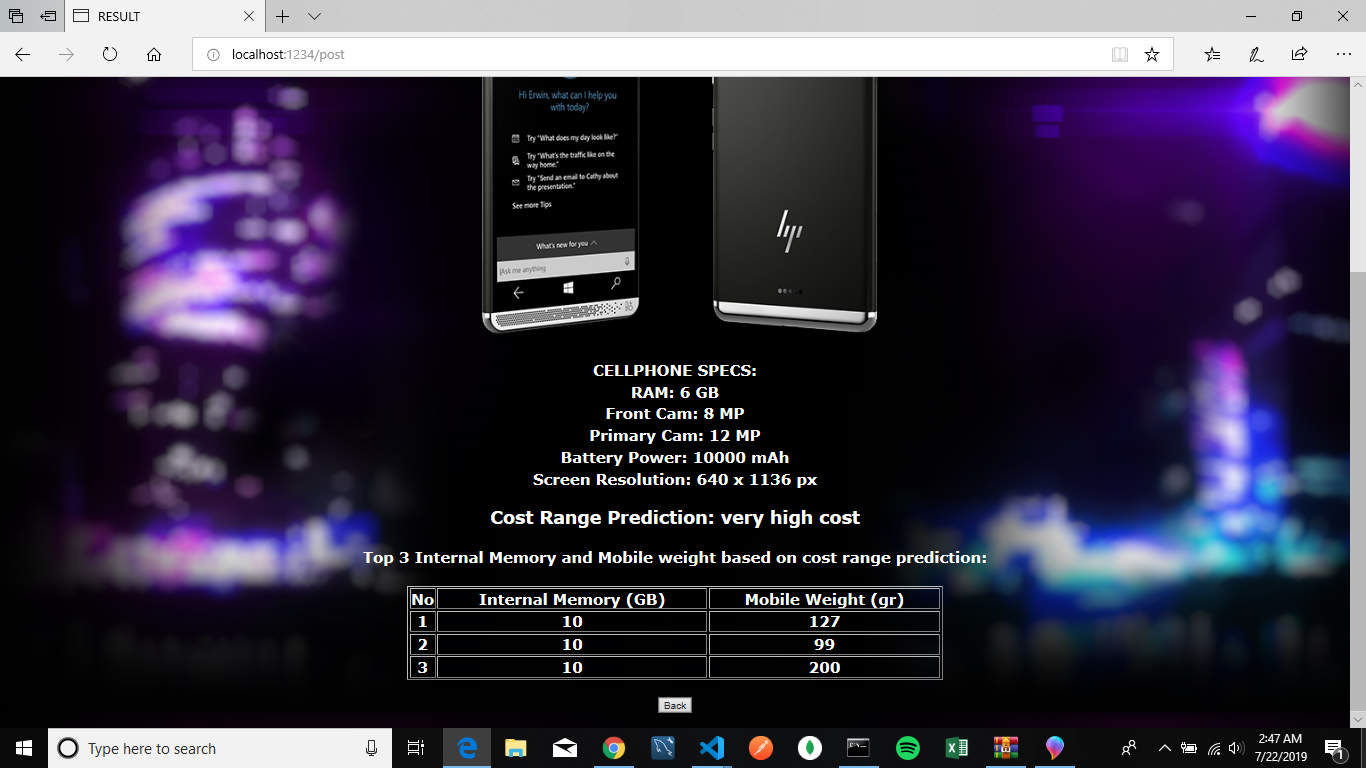 RESULT
localhost:1234/post
Hi Erwin, what can I help you
with today?
Try "What does my day look like?"
Try "What's the traffic like on the
way home."
Try "Send an email to Cathy about
the presentation."
See more Tips
What's new for you
Ask me anything
hp
CELLPHONE SPECS:
RAM: 6 GB
Front Cam: 8 MP
Primary Cam: 12 MP
Battery Power: 10000 mAh
Screen Resolution: 640 x 1136 px
Cost Range Prediction: very high cost
Top 3 Internal Memory and Mobile weight based on cost range prediction:
No Internal Memory (GB) Mobile Weight (gr)
1 10 127
2 10 99
3 10 200
Back
Type here to search
2:47 AM
7/22/2019
1